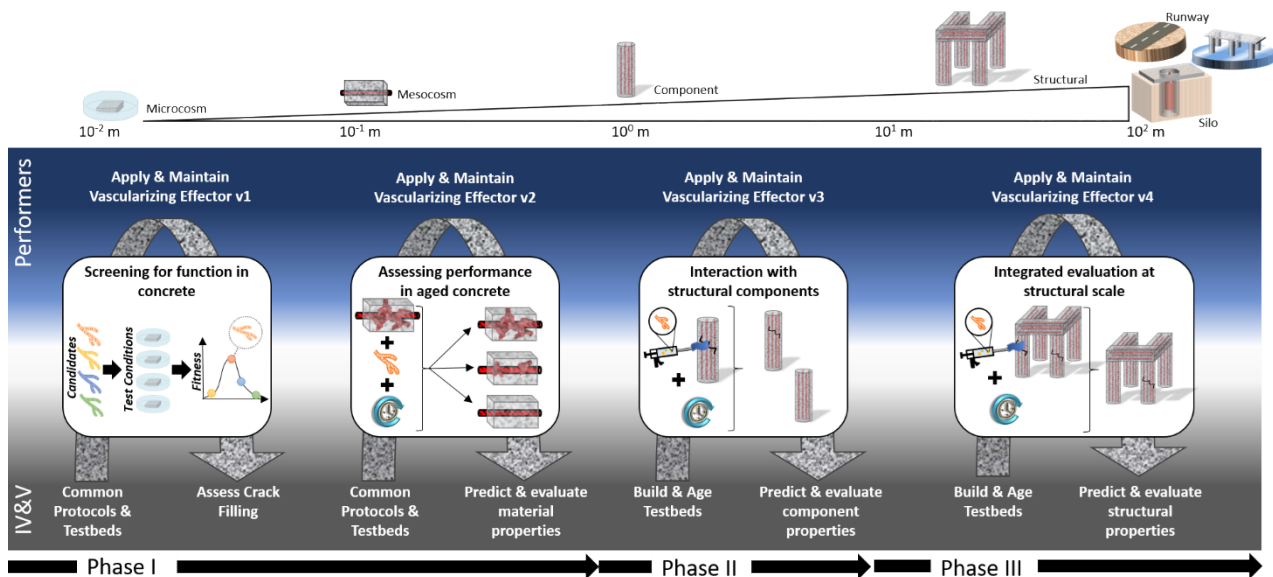 Runway
Structural
Component
Mesocosm
Microcosm
Silo
10-2 m
10-1 m
10⁰ m
10¹ m
10² m
Performers
Apply & Maintain
Vascularizing Effector v1
Apply & Maintain
Vascularizing Effector v2
Apply & Maintain
Vascularizing Effector v3
Apply & Maintain
Vascularizing Effector v4
Screening for function in
concrete
Candidates
Test Conditions
Fitness
Assessing performance
in aged concrete
+
+
Interaction with
structural components
+
Integrated evaluation at
structural scale
+
IV&V
Common
Protocols &
Testbeds
Assess Crack
Filling
Common
Protocols &
Testbeds
Predict & evaluate
material
properties
Build & Age
Testbeds
Predict & evaluate
component
properties
Build & Age
Testbeds
Predict & evaluate
structural
properties
Phase I
Phase II
Phase III